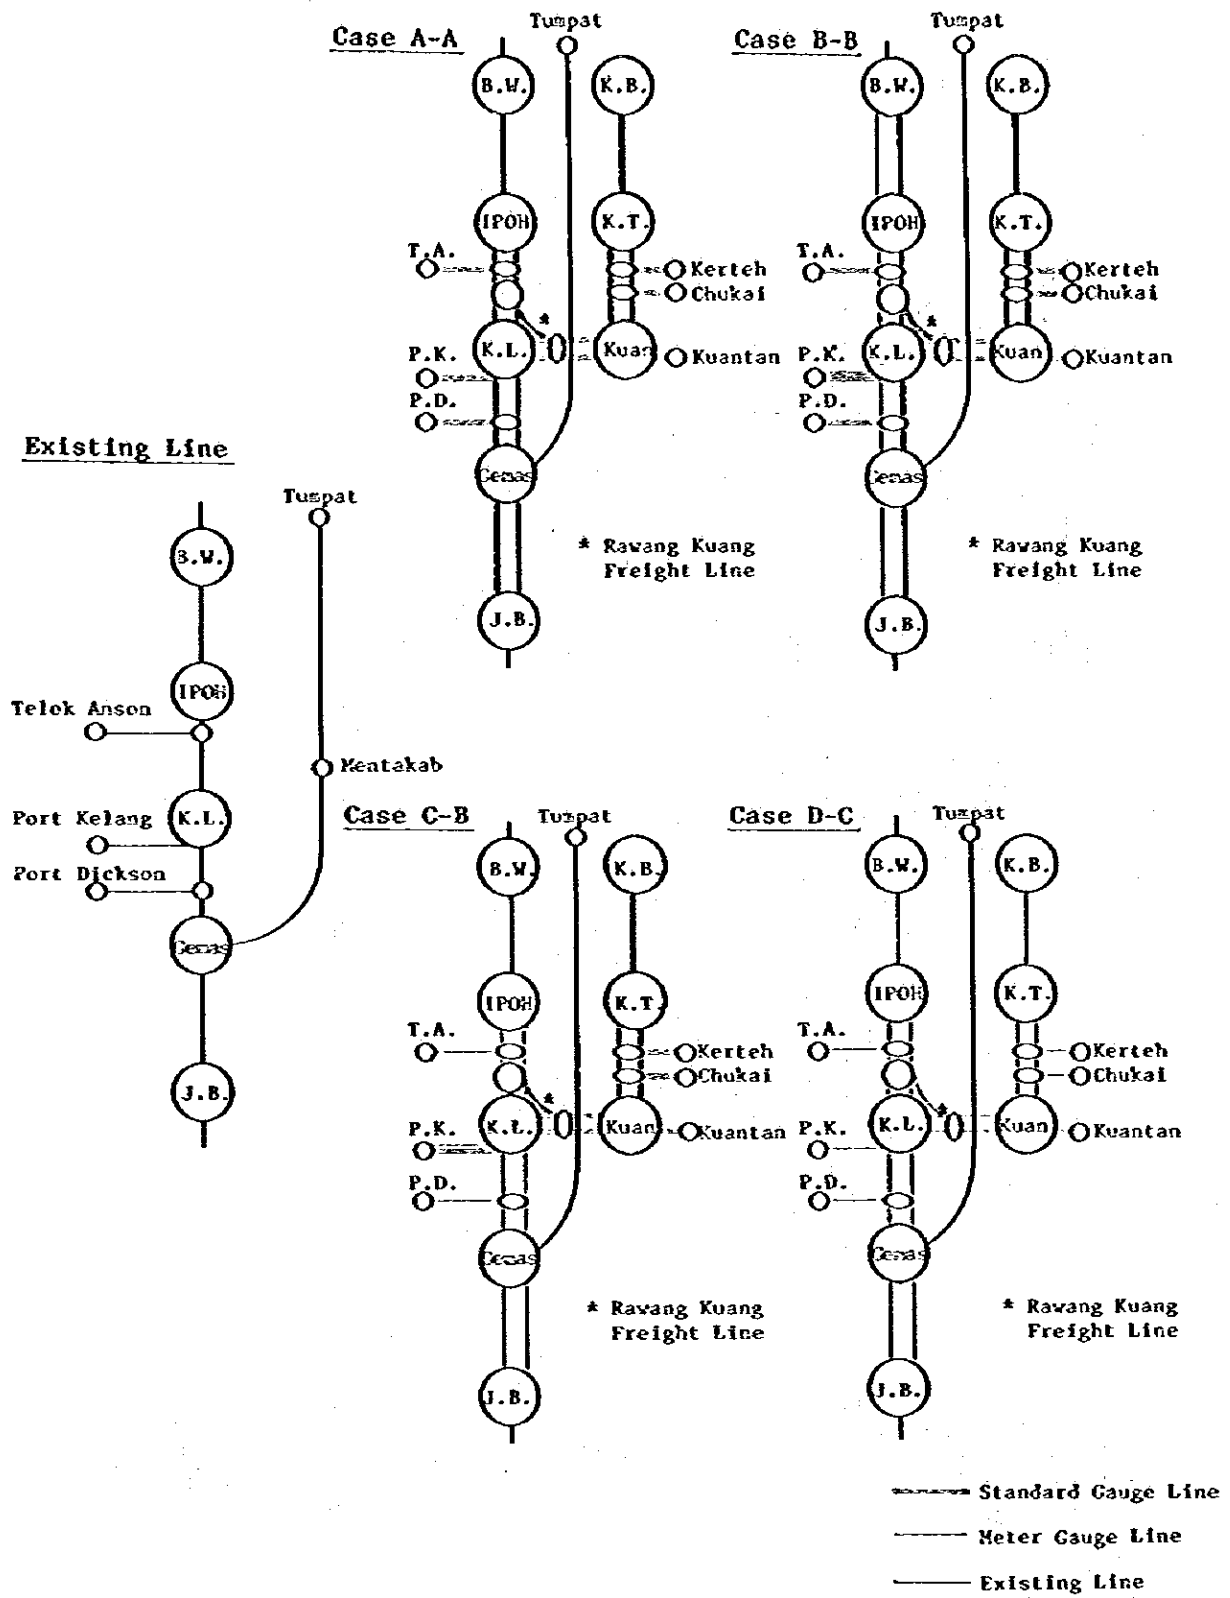 Case A-A
Tumpat
B.W.
K.B.
IPOH
K.T.
T.A.
Kerteh
Chukai
*
P.K.
K.L.
Kuan
Kuantan
P.D.
Gemas
* Rawang Kuang
Freight Line
J.B.
Case B-B
Tumpat
B.W.
K.B.
IPOH
K.T.
T.A.
Kerteh
Chukai
*
P.K.
K.L.
Kuan
Kuantan
P.D.
Gemas
* Rawang Kuang
Freight Line
J.B.
Existing Line
Tumpat
B.W.
IPOH
Telok Anson
Mentakab
Port Kelang
K.L.
Port Dickson
Gemas
J.B.
Case C-B
Tumpat
B.W.
K.B.
IPOH
K.T.
T.A.
Kerteh
Chukai
*
P.K.
K.L.
Kuan
Kuantan
P.D.
Gemas
* Rawang Kuang
Freight Line
J.B.
Case D-C
Tumpat
B.W.
K.B.
IPOH
K.T.
T.A.
Kerteh
Chukai
*
P.K.
K.L.
Kuan
Kuantan
P.D.
Gemas
* Rawang Kuang
Freight Line
J.B.
Standard Gauge Line
Meter Gauge Line
Existing Line